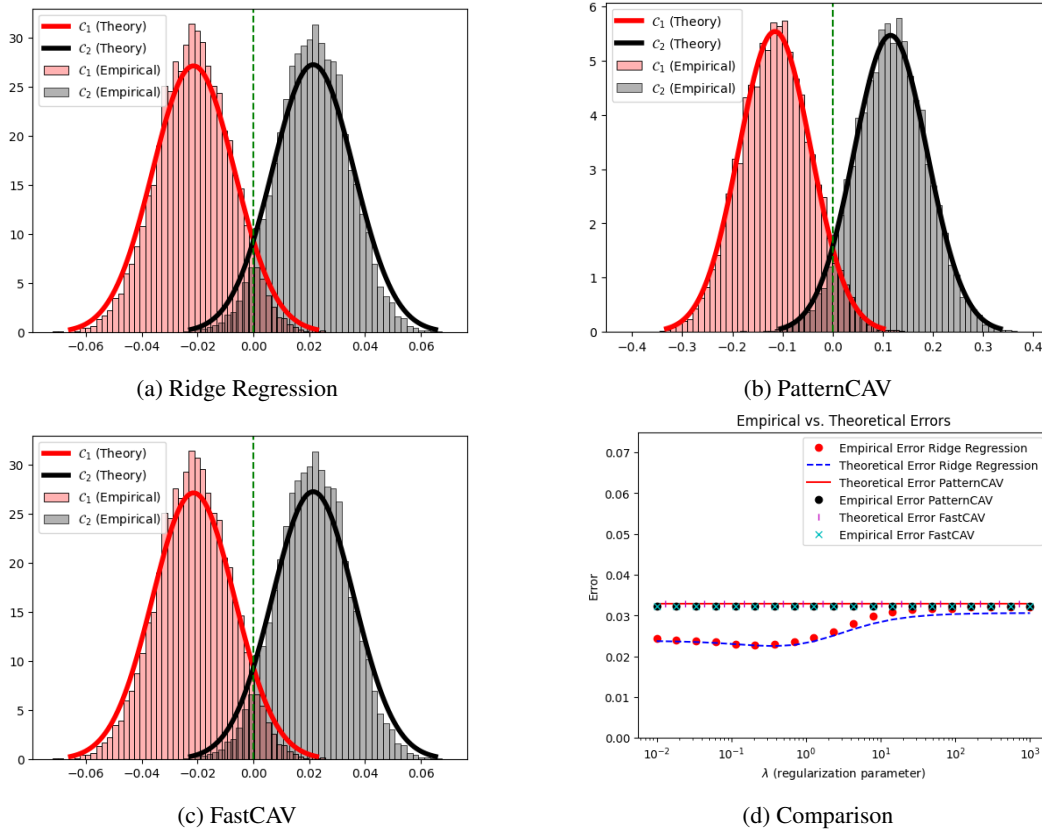 C₁ (Theory)
C₂ (Theory)
C₁ (Empirical)
C₂ (Empirical)
30
25
20
15
10
5
0
−0.06 −0.04 −0.02 0.00 0.02 0.04 0.06
(a) Ridge Regression
C₁ (Theory)
C₂ (Theory)
C₁ (Empirical)
C₂ (Empirical)
6
5
4
3
2
1
0
−0.4 −0.3 −0.2 −0.1 0.0 0.1 0.2 0.3 0.4
(b) PatternCAV
C₁ (Theory)
C₂ (Theory)
C₁ (Empirical)
C₂ (Empirical)
30
25
20
15
10
5
0
−0.06 −0.04 −0.02 0.00 0.02 0.04 0.06
(c) FastCAV
Empirical vs. Theoretical Errors
Empirical Error Ridge Regression
Theoretical Error Ridge Regression
Theoretical Error PatternCAV
Empirical Error PatternCAV
Theoretical Error FastCAV
Empirical Error FastCAV
Error
0.07
0.06
0.05
0.04
0.03
0.02
0.01
0.00
10⁻² 10⁻¹ 10⁰ 10¹ 10² 10³
λ (regularization parameter)
(d) Comparison